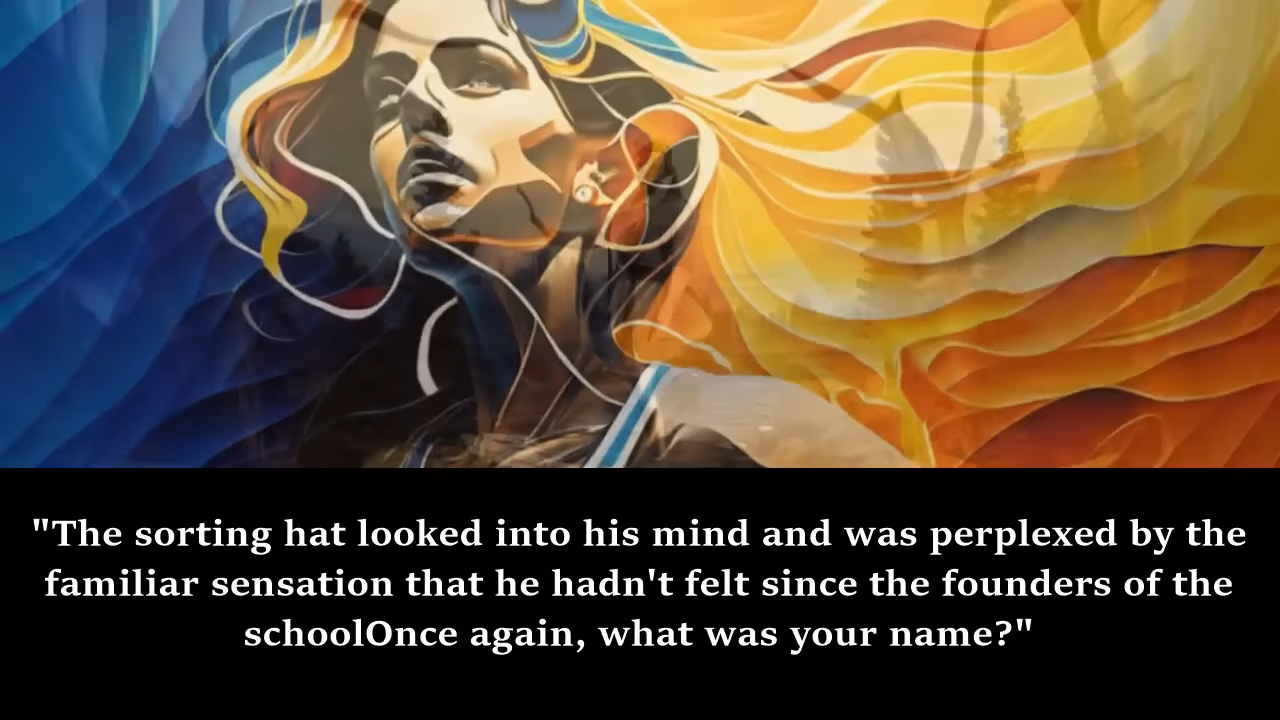 "The sorting hat looked into his mind and was perplexed by the
familiar sensation that he hadn't felt since the founders of the
schoolOnce again, what was your name?"